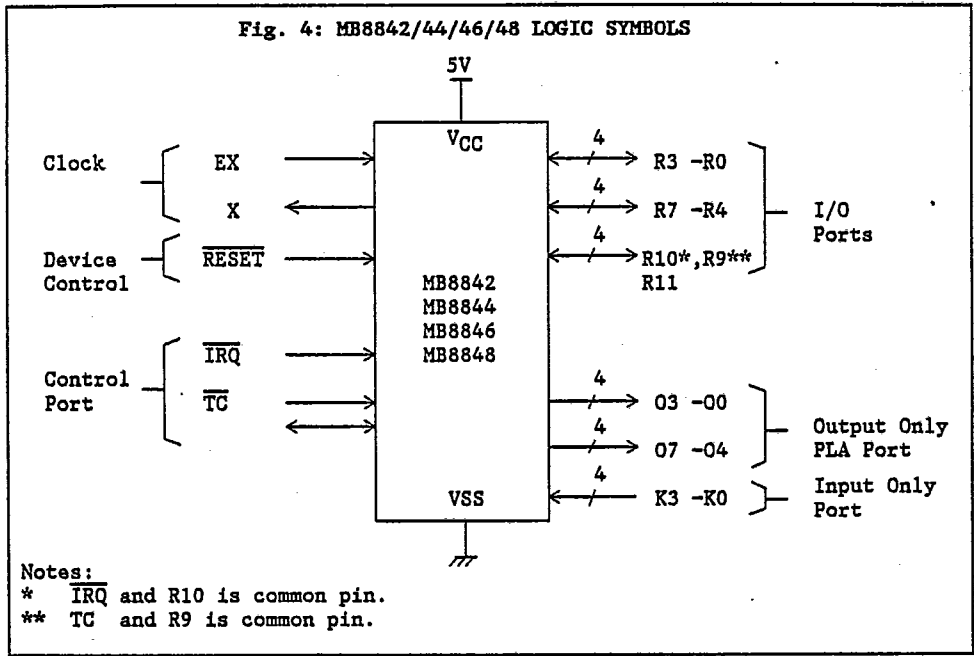 Fig. 4: MB8842/44/46/48 LOGIC SYMBOLS
5V
VCC
Clock
EX
X
Device
Control
RESET
Control
Port
IRQ
TC
MB8842
MB8844
MB8846
MB8848
VSS
4
R3 -R0
4
R7 -R4
4
R10*,R9**
R11
I/O
Ports
4
O3 -O0
4
O7 -O4
Output Only
PLA Port
4
K3 -K0
Input Only
Port
Notes:
* IRQ and R10 is common pin.
** TC and R9 is common pin.